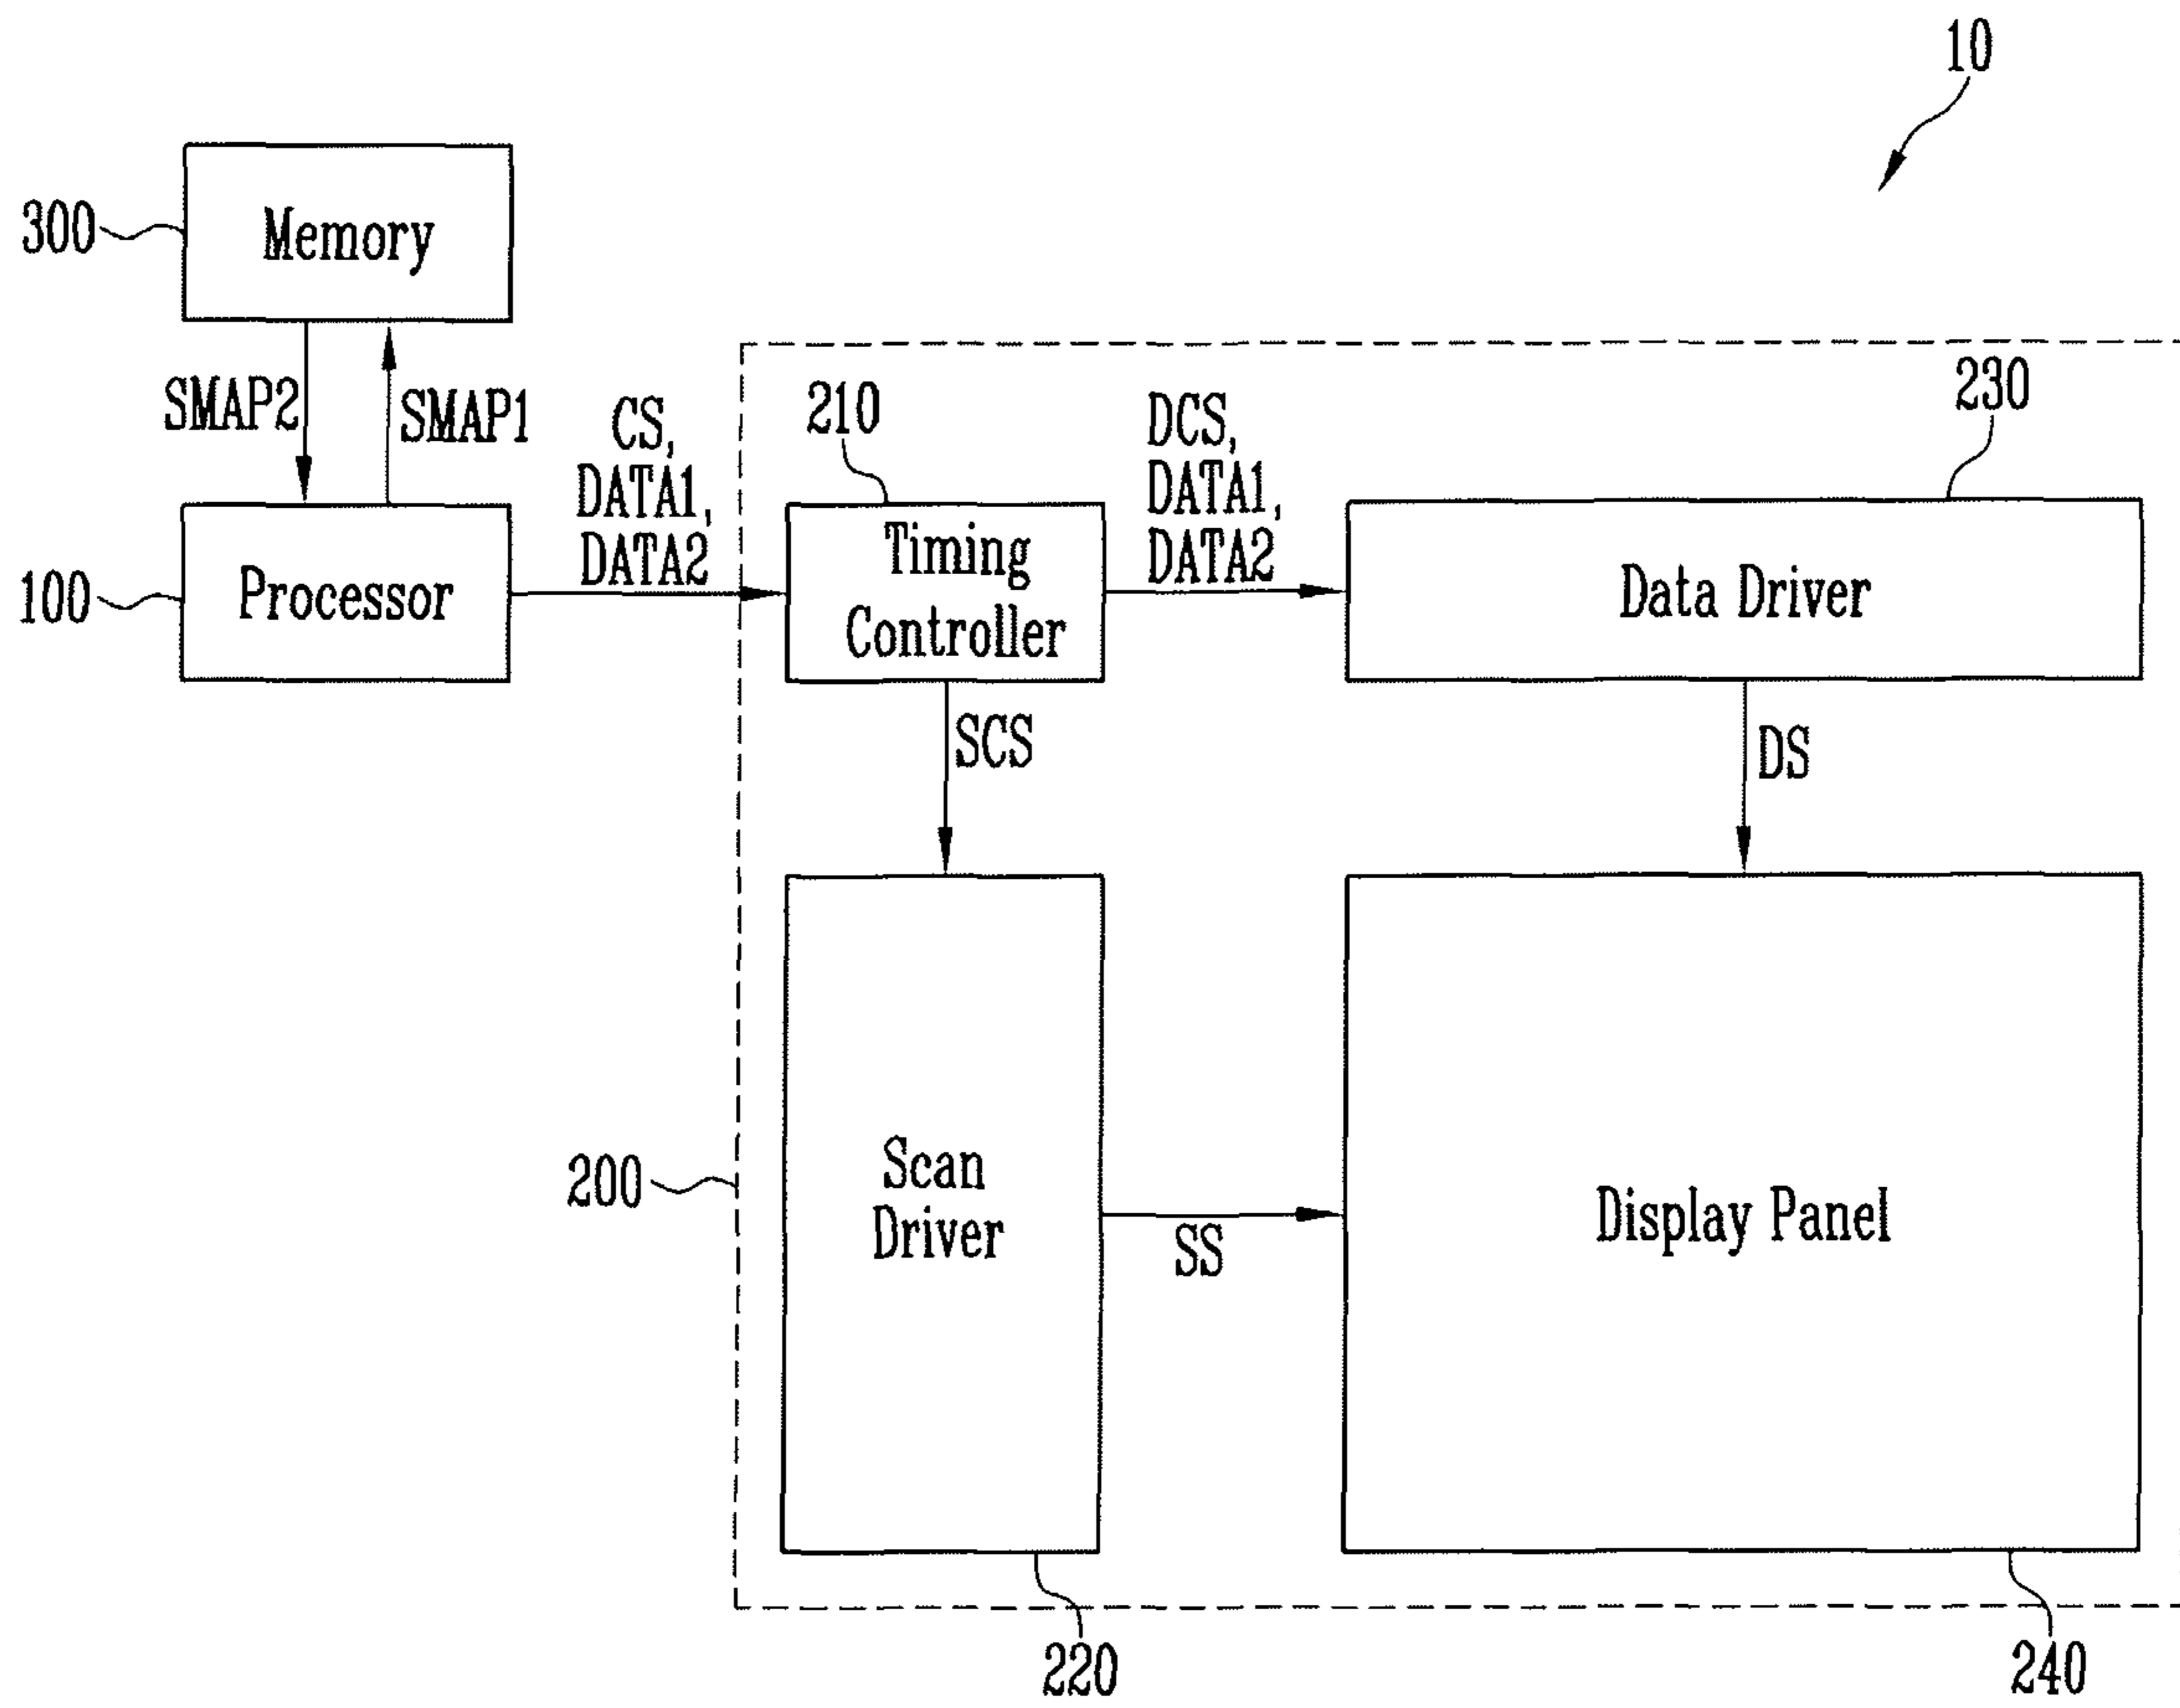 10
300
Memory
SMAP2
SMAP1
100
Processor
CS,
DATA1,
DATA2
210
Timing
Controller
DCS,
DATA1,
DATA2
230
Data Driver
SCS
DS
200
Scan
Driver
SS
Display Panel
220
240